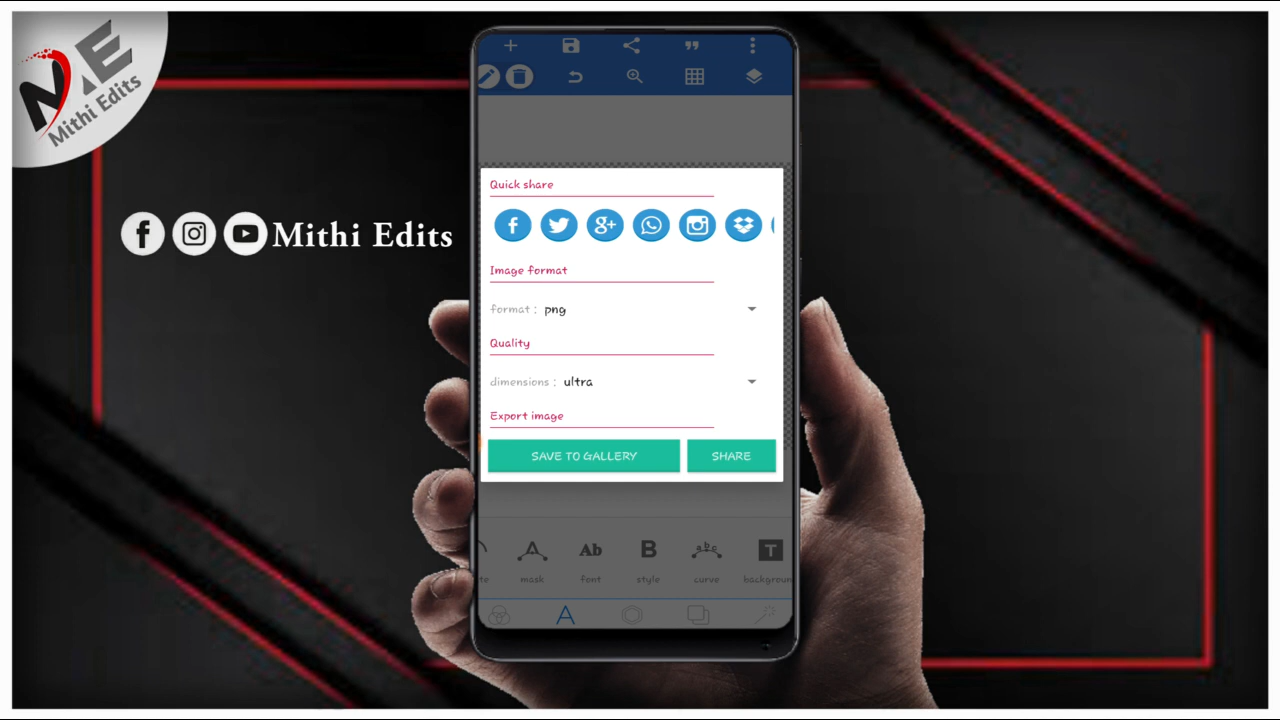 ME
Mithi Edits
Mithi Edits
Quick share
Image format
format : png
Quality
dimensions : ultra
Export image
SAVE TO GALLERY SHARE
Ab B abc T
mask font style curve
A